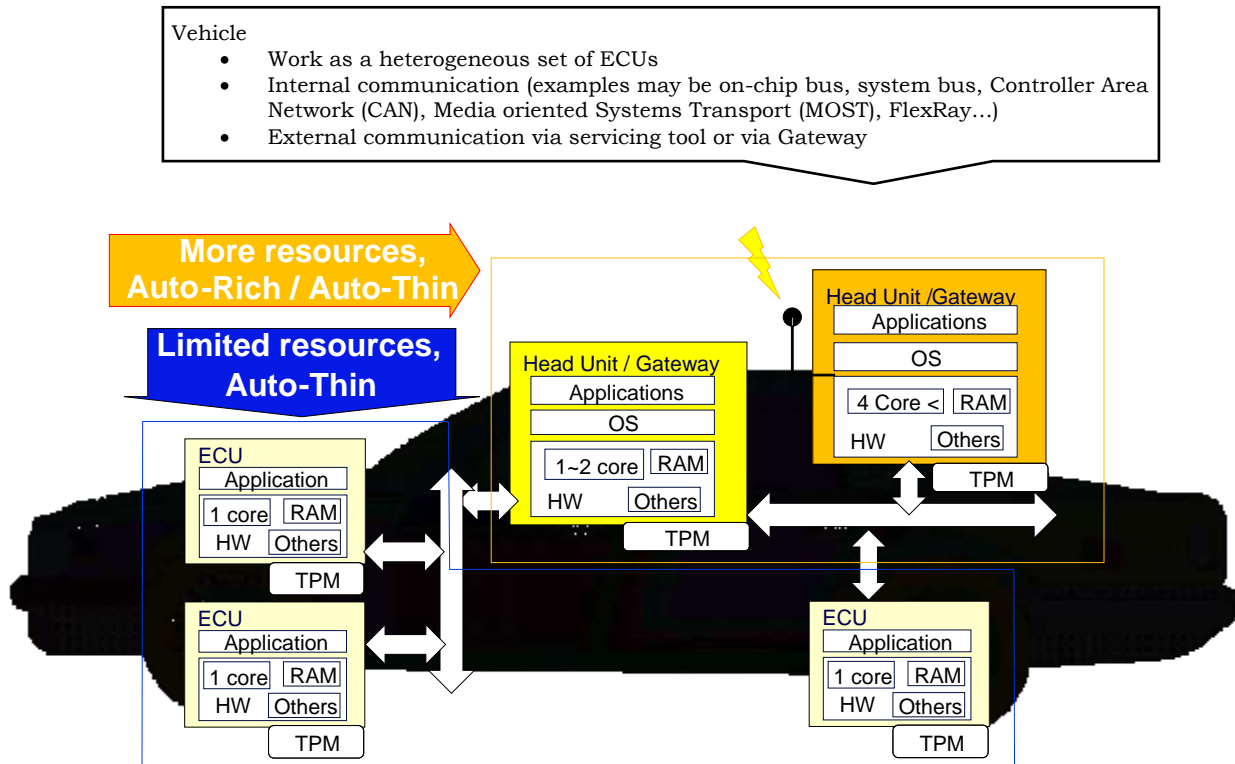 Vehicle
• Work as a heterogeneous set of ECUs
• Internal communication (examples may be on-chip bus, system bus, Controller Area
Network (CAN), Media oriented Systems Transport (MOST), FlexRay…)
• External communication via servicing tool or via Gateway
More resources,
Auto-Rich / Auto-Thin
Limited resources,
Auto-Thin
Head Unit /Gateway
Applications
OS
4 Core < RAM
HW Others
TPM
Head Unit / Gateway
Applications
OS
1~2 core RAM
HW Others
TPM
ECU
Application
1 core RAM
HW Others
TPM
ECU
Application
1 core RAM
HW Others
TPM
ECU
Application
1 core RAM
HW Others
TPM